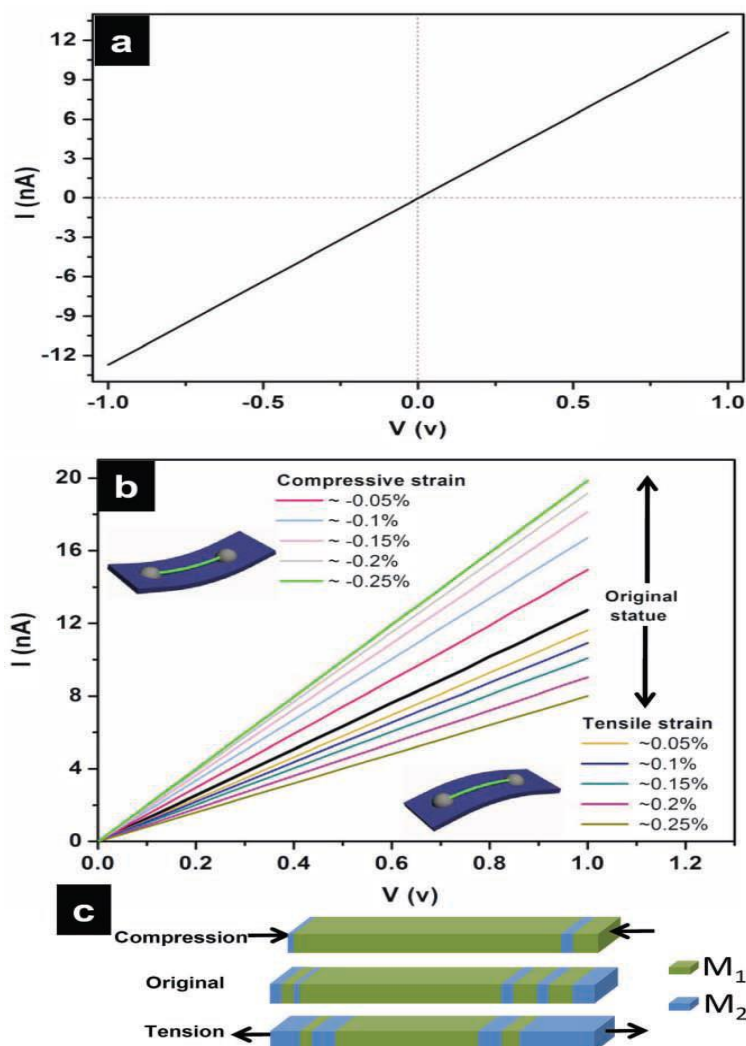 a
12
9
6
3
0
-3
-6
-9
-12
I (nA)
-1.0 -0.5 0.0 0.5 1.0
V (v)
b
20
16
12
8
4
0
I (nA)
Compressive strain
~ -0.05%
~ -0.1%
~ -0.15%
~ -0.2%
~ -0.25%
Original
statue
Tensile strain
~0.05%
~0.1%
~0.15%
~0.2%
~0.25%
0.0 0.2 0.4 0.6 0.8 1.0 1.2
V (v)
c
Compression
Original
Tension
M1
M2